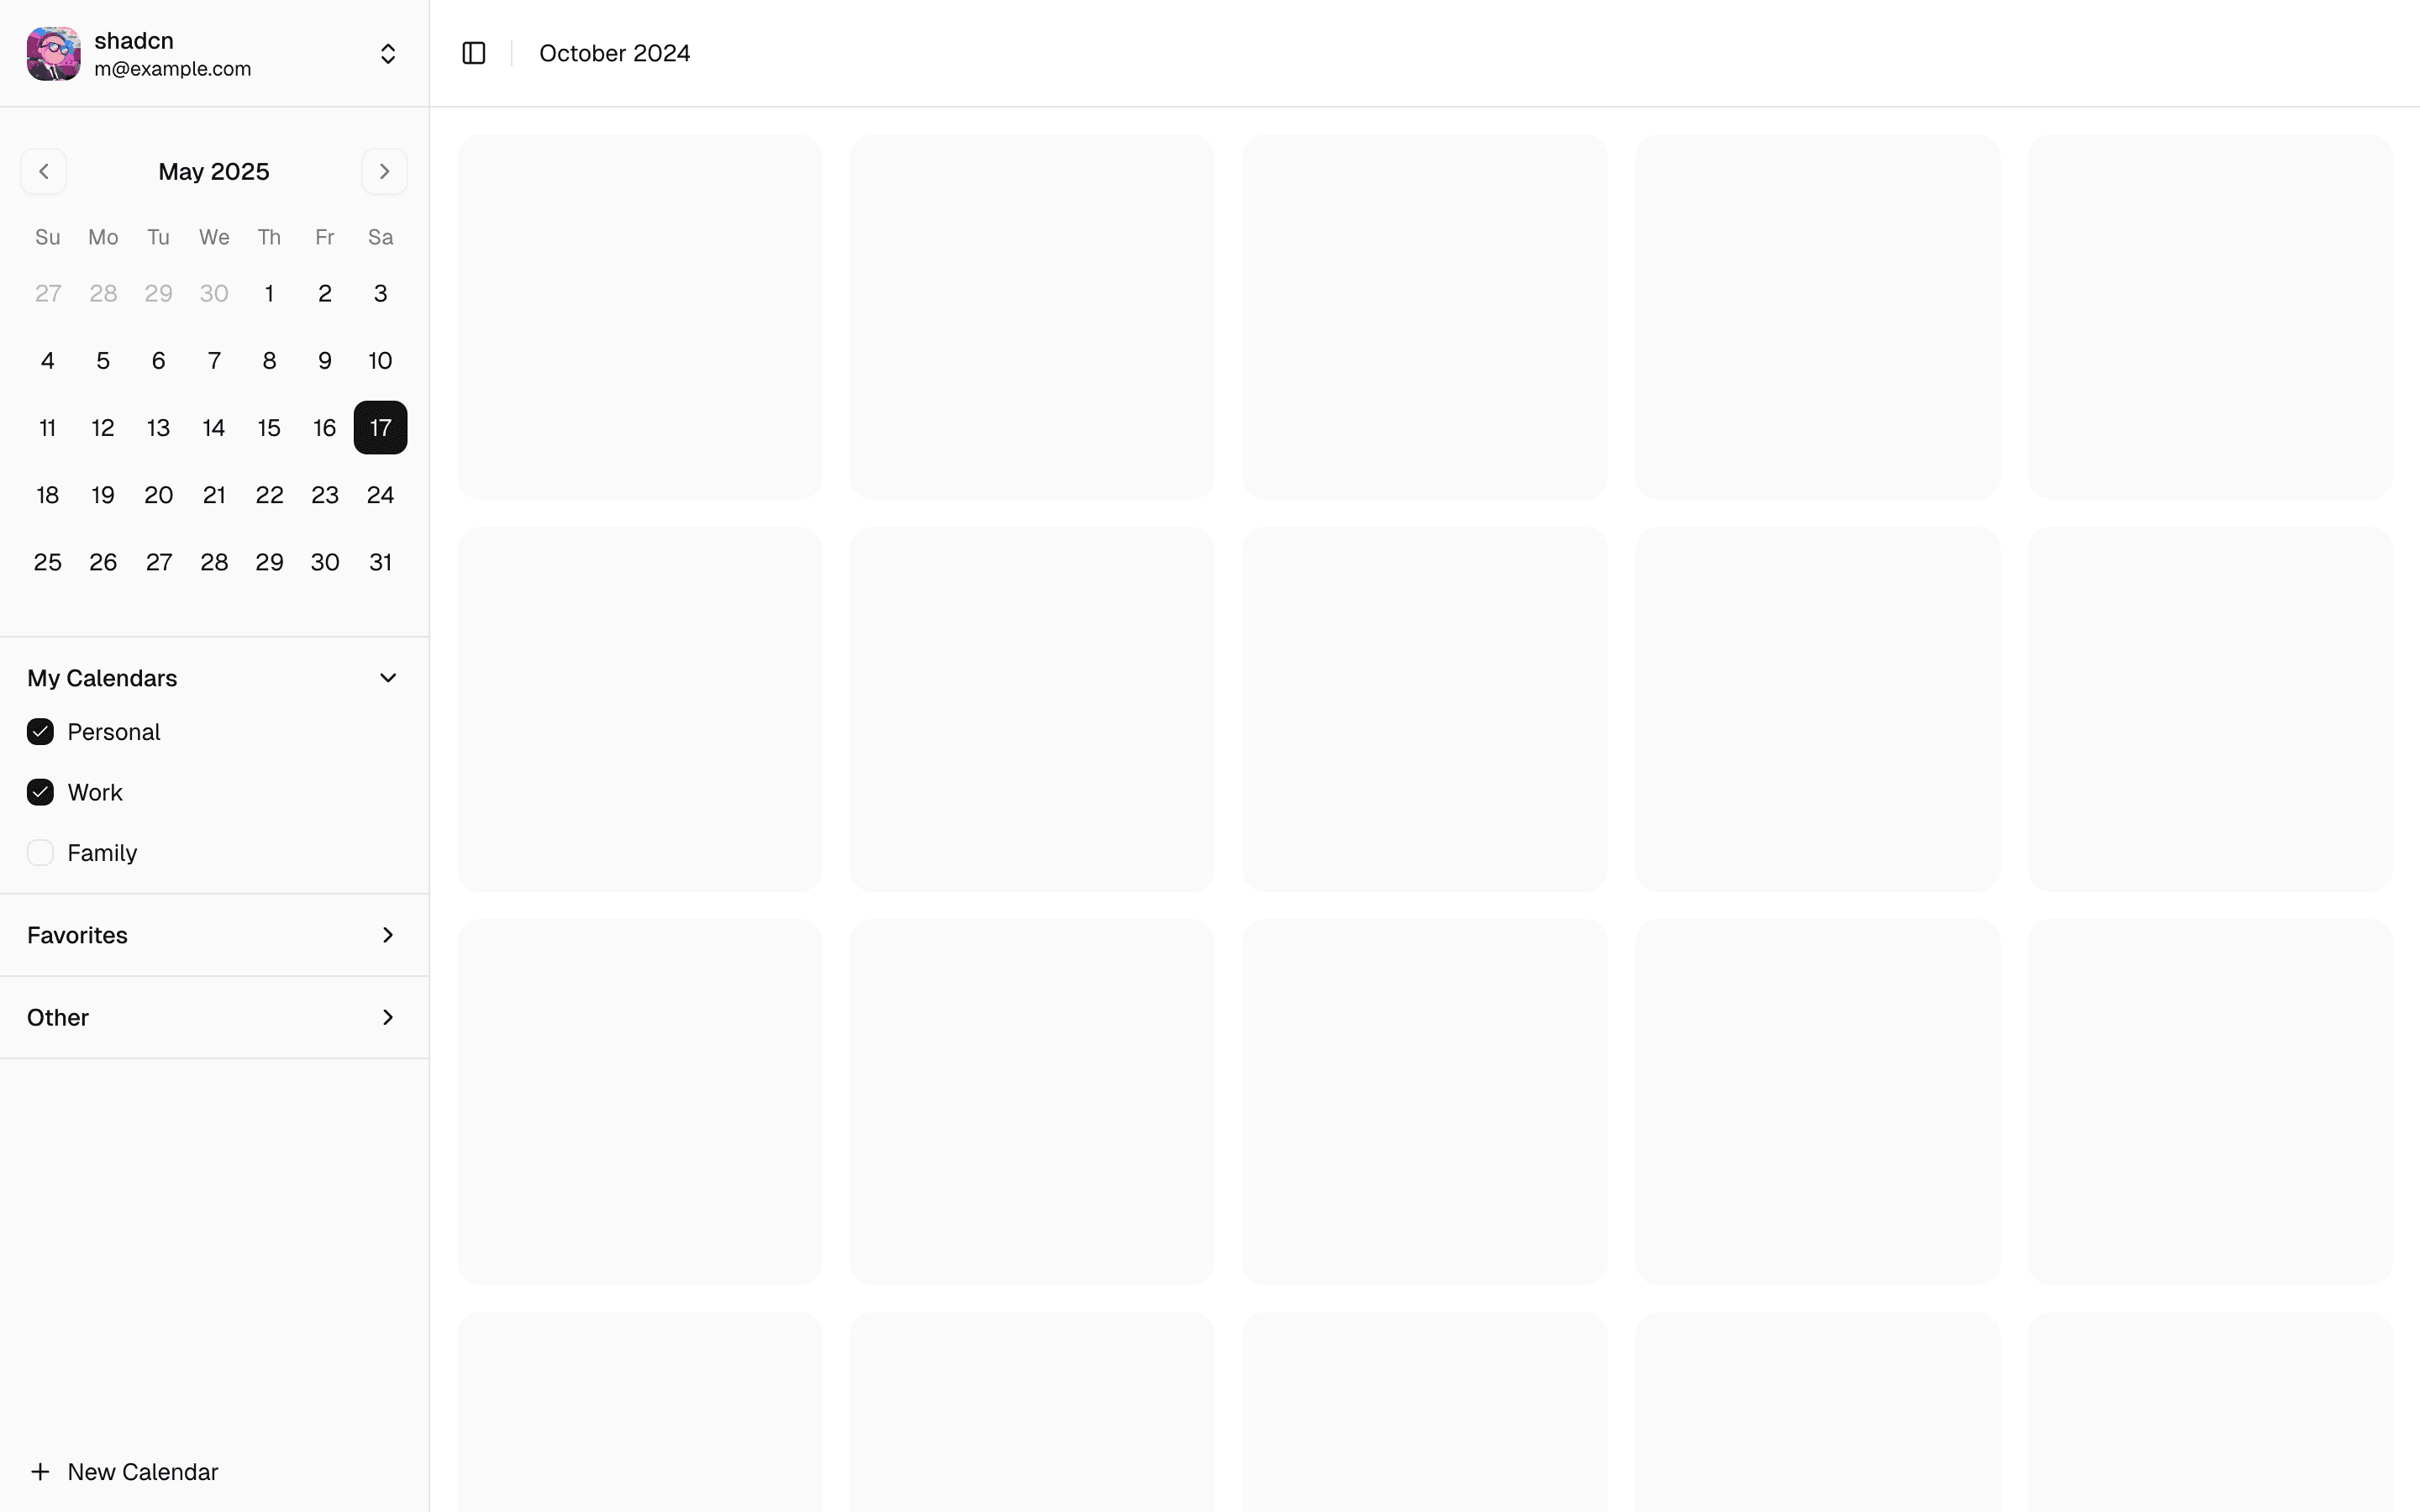 shadcn
m@example.com
October 2024
May 2025
Su Mo Tu We Th Fr Sa
27 28 29 30 1 2 3
4 5 6 7 8 9 10
11 12 13 14 15 16 17
18 19 20 21 22 23 24
25 26 27 28 29 30 31
My Calendars
Personal
Work
Family
Favorites
Other
New Calendar